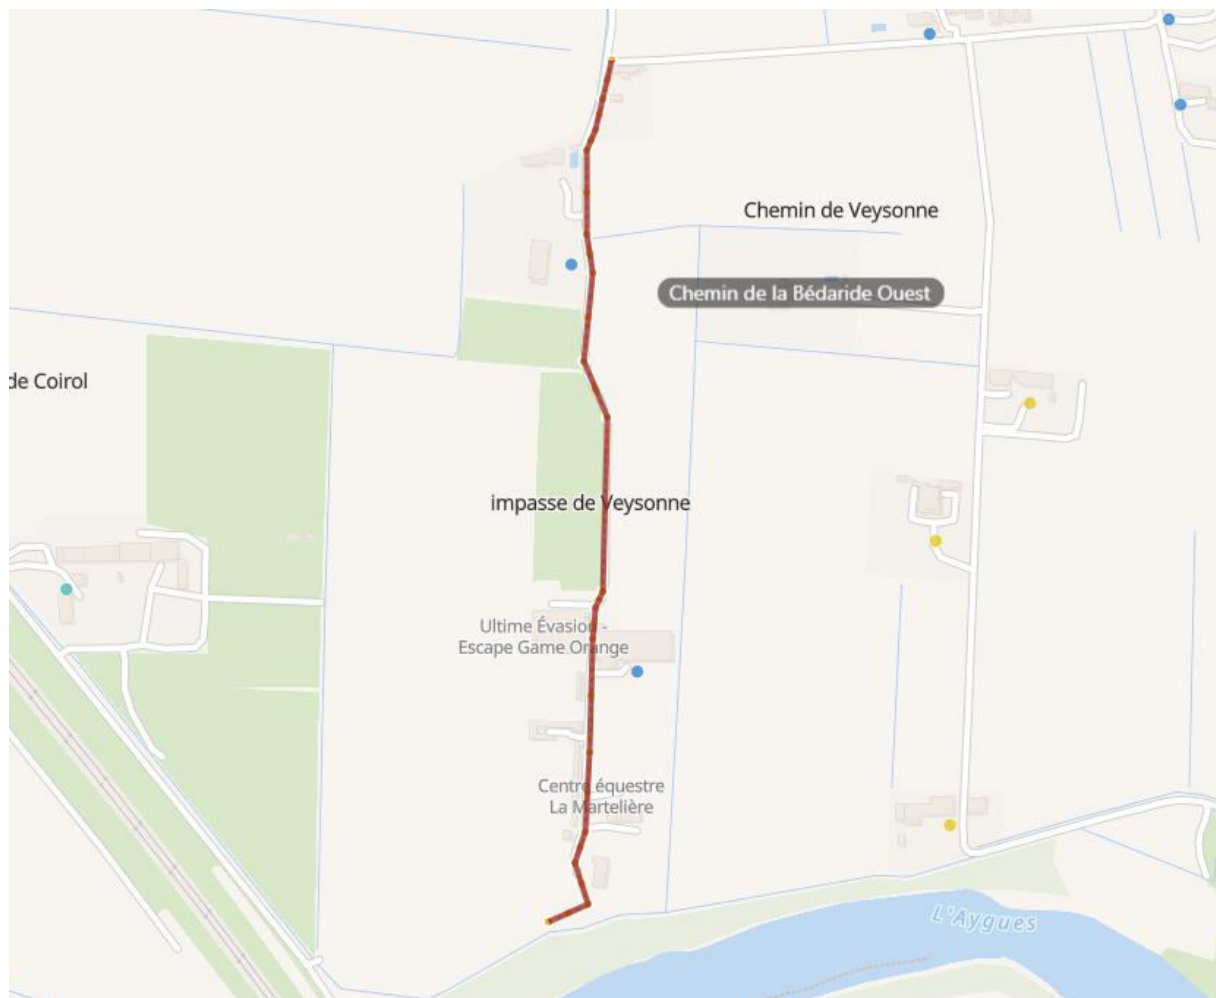 Chemin de Veysonne
Chemin de la Bédaride Ouest
de Coirol
impasse de Veysonne
Ultime Évasion -
Escape Game Orange
Centre équestre
La Martelière
L'Aygues